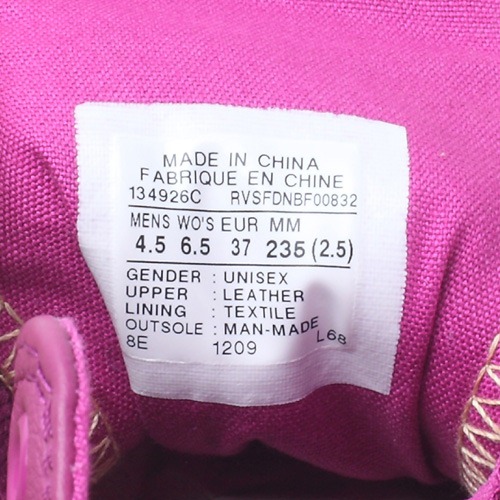 MADE IN CHINA
FABRIQUE EN CHINE
134926C RVSFDNBF00832
MENS WO'S EUR MM
4.5 6.5 37 235 (2.5)
GENDER : UNISEX
UPPER : LEATHER
LINING : TEXTILE
OUTSOLE : MAN-MADE
8E 1209 L68